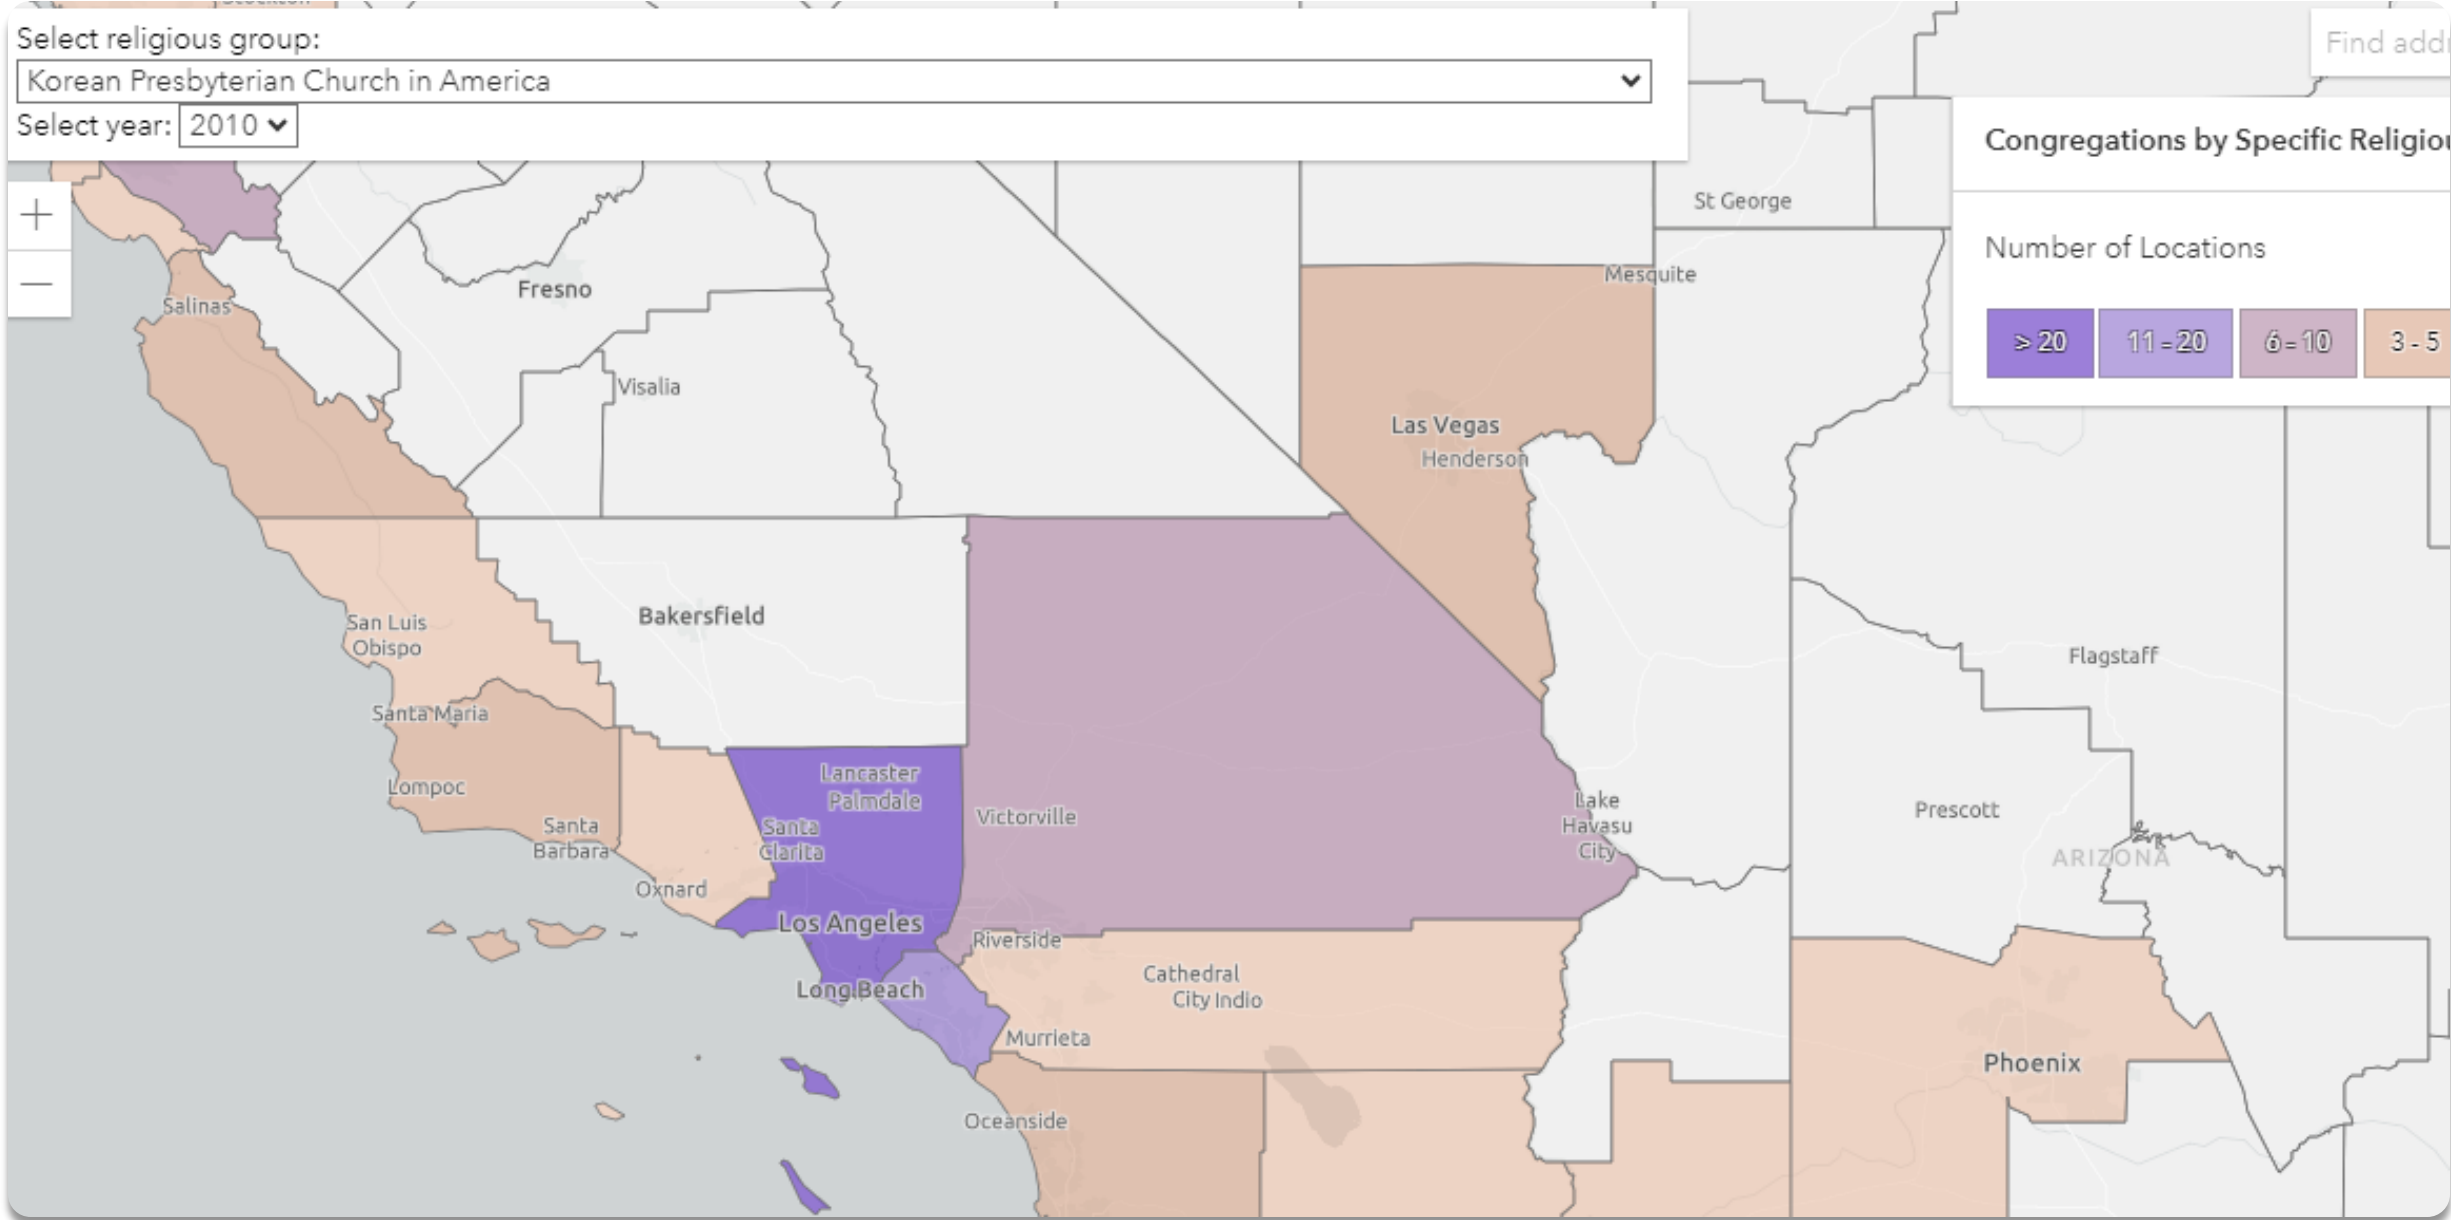 Stockton
Select religious group:
Korean Presbyterian Church in America
Select year: 2010
Find addr
Congregations by Specific Religiou
Number of Locations
> 20
11 - 20
6 - 10
3 - 5
+
−
St George
Mesquite
Fresno
Salinas
Visalia
Las Vegas
Henderson
Bakersfield
San Luis
Obispo
Flagstaff
Santa Maria
Lancaster
Palmdale
Lompoc
Victorville
Lake
Havasu
City
Prescott
Santa
Barbara
Santa
Clarita
ARIZONA
Oxnard
Los Angeles
Riverside
Cathedral
City Indio
Long Beach
Murrieta
Phoenix
Oceanside